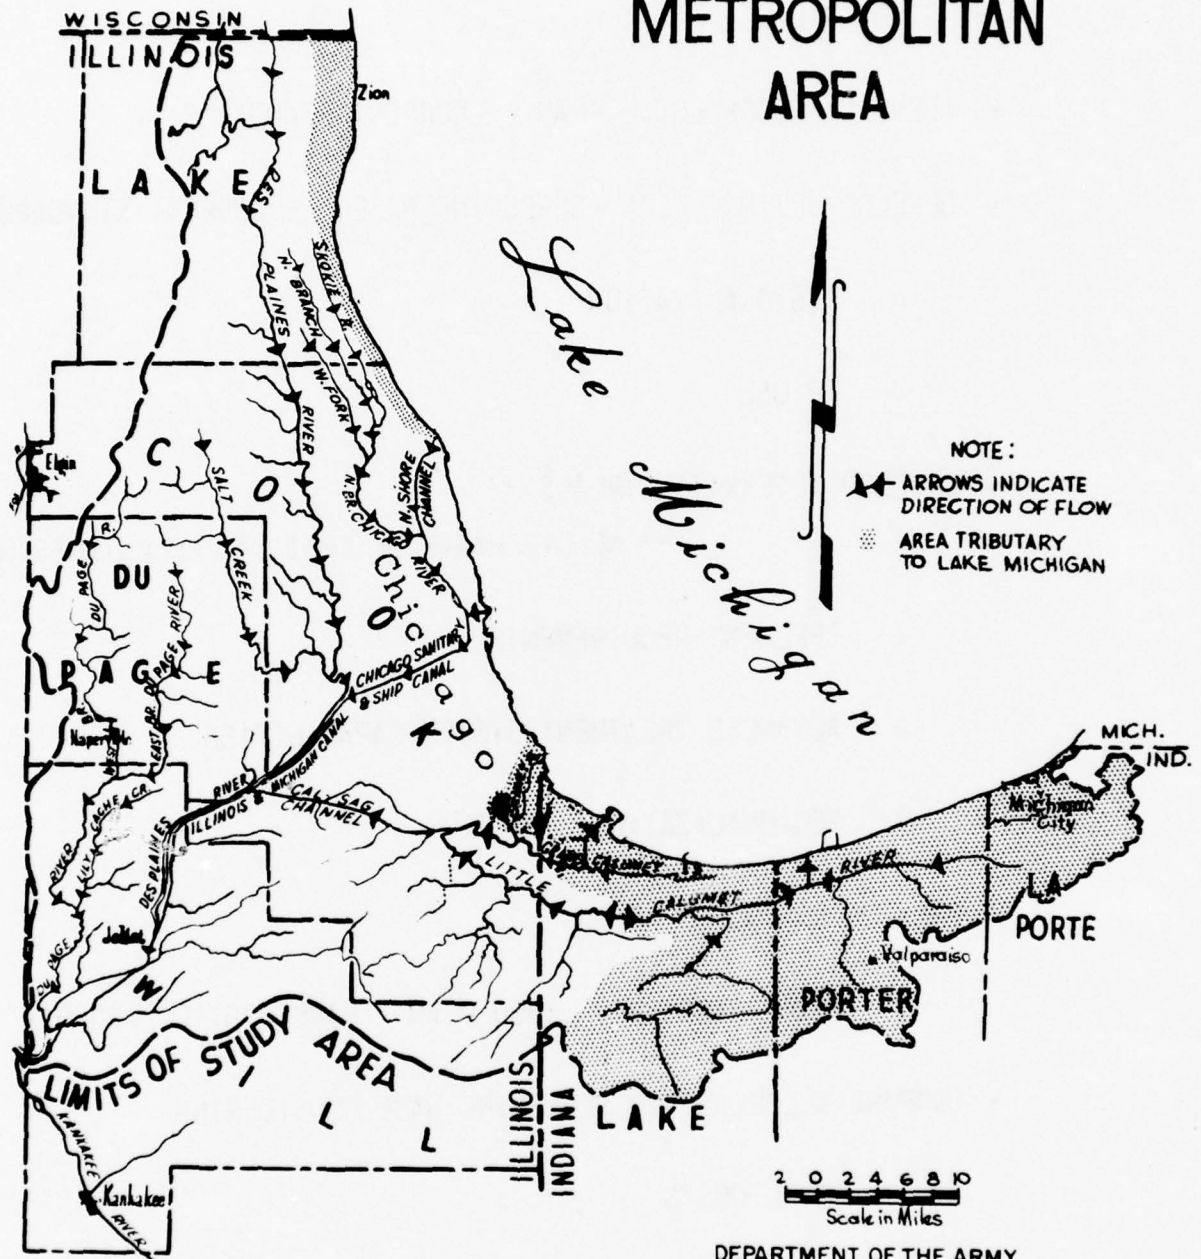 METROPOLITAN
AREA
WISCONSIN
ILLINOIS
Zion
LAKE
DES
PLAINES
RIVER
SKOKIE R.
N. BRANCH
W. FORK
Lake Michigan
NOTE:
ARROWS INDICATE
DIRECTION OF FLOW
AREA TRIBUTARY
TO LAKE MICHIGAN
Elgin
COO
SALT
CREEK
N. BR. CHICAGO
RIVER
N. SHORE
CHANNEL
Chicago
DU
PAGE
DU PAGE
R.
EAST BR. DU PAGE RIVER
WEST
BR.
CHICAGO SANITARY
& SHIP CANAL
ILLINOIS
MICHIGAN CANAL
RIVER
CAL-SAG
CHANNEL
DES PLAINES
LILY CACHE CR.
DU PAGE
RIVER
Joliet
LITTLE
CALUMET
RIVER
CALUMET
MICH.
IND.
Michigan
City
LA
PORTE
Valparaiso
PORTER
LAKE
W
I
L
L
LIMITS OF STUDY AREA
ILLINOIS
INDIANA
KANKAKEE
RIVER
Kankakee
2 0 2 4 6 8 10
Scale in Miles
DEPARTMENT OF THE ARMY